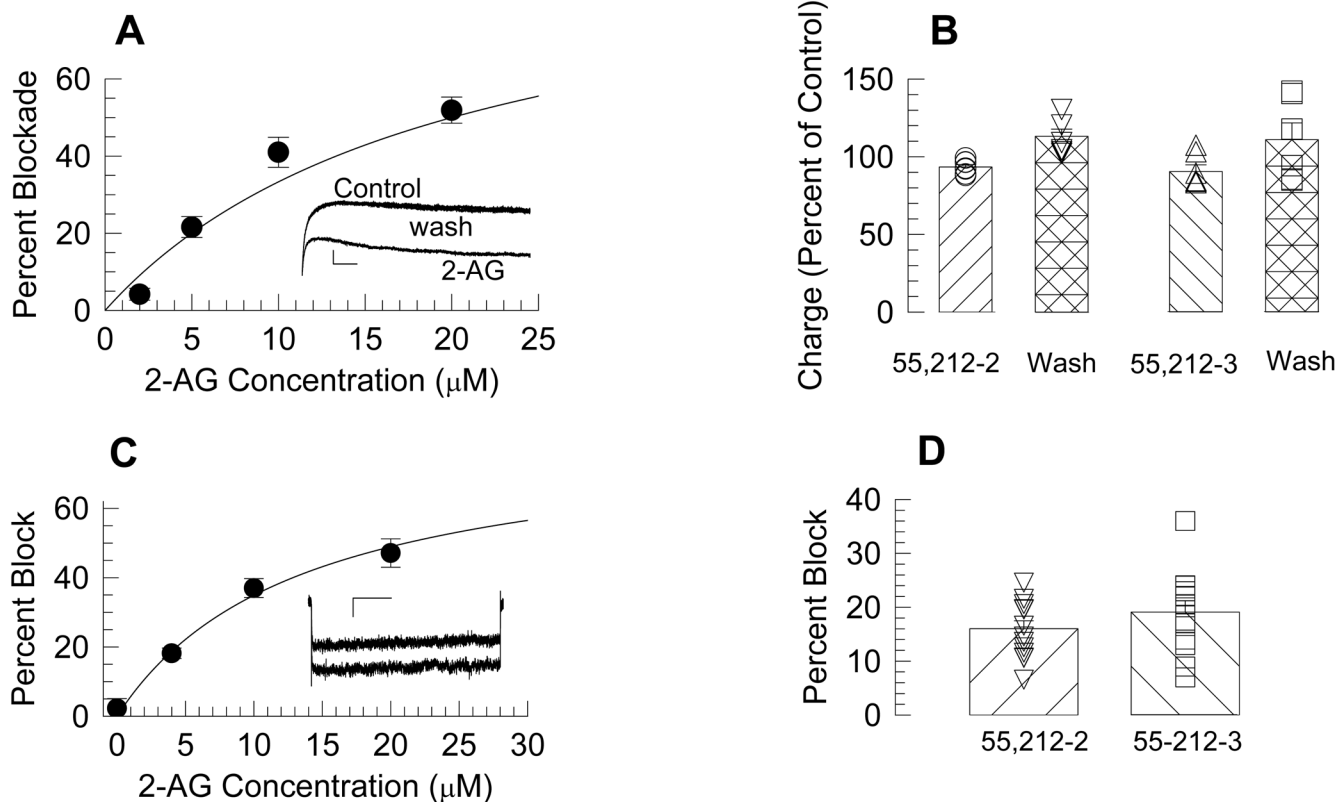 A
Percent Blockade
60
40
20
0
Control
wash
2-AG
0 5 10 15 20 25
2-AG Concentration (μM)
B
Charge (Percent of Control)
150
100
50
0
55,212-2 Wash 55,212-3 Wash
C
Percent Block
60
40
20
0
0 5 10 15 20 25 30
2-AG Concentration (μM)
D
Percent Block
40
30
20
10
0
55,212-2 55-212-3